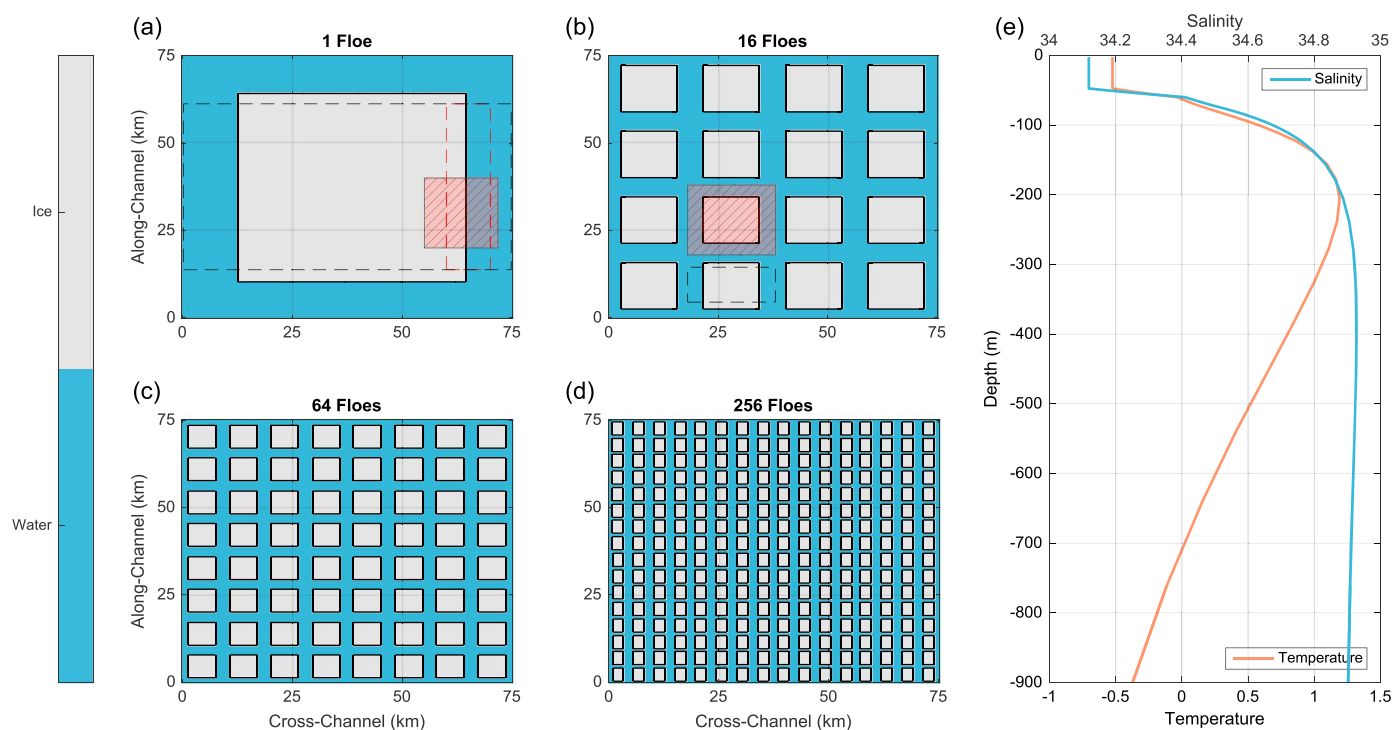 Ice
Water
(a)
1 Floe
75
50
25
0
Along-Channel (km)
0 25 50 75
(b)
16 Floes
75
50
25
0
0 25 50 75
(c)
64 Floes
75
50
25
0
Along-Channel (km)
0 25 50 75
Cross-Channel (km)
(d)
256 Floes
75
50
25
0
0 25 50 75
Cross-Channel (km)
(e)
Salinity
34 34.2 34.4 34.6 34.8 35
0
-100
-200
-300
-400
-500
-600
-700
-800
-900
Depth (m)
Salinity
Temperature
-1 -0.5 0 0.5 1 1.5
Temperature